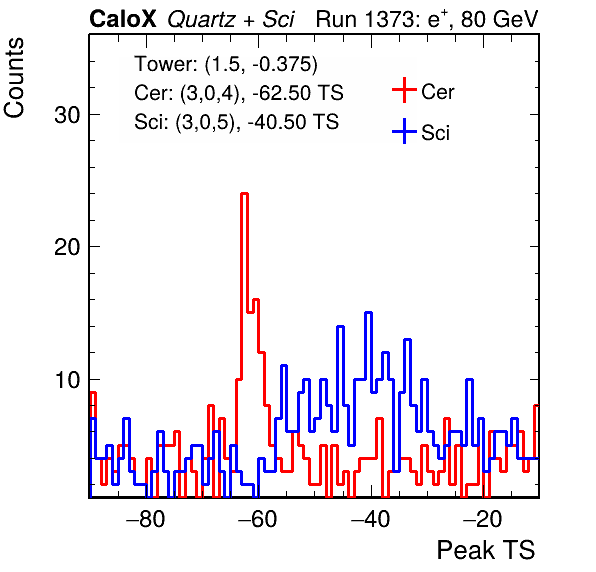 CaloX Quartz + Sci Run 1373: e+, 80 GeV
Counts
Tower: (1.5, -0.375)
Cer: (3,0,4), -62.50 TS
Sci: (3,0,5), -40.50 TS
Cer
Sci
30
20
10
−80 −60 −40 −20
Peak TS